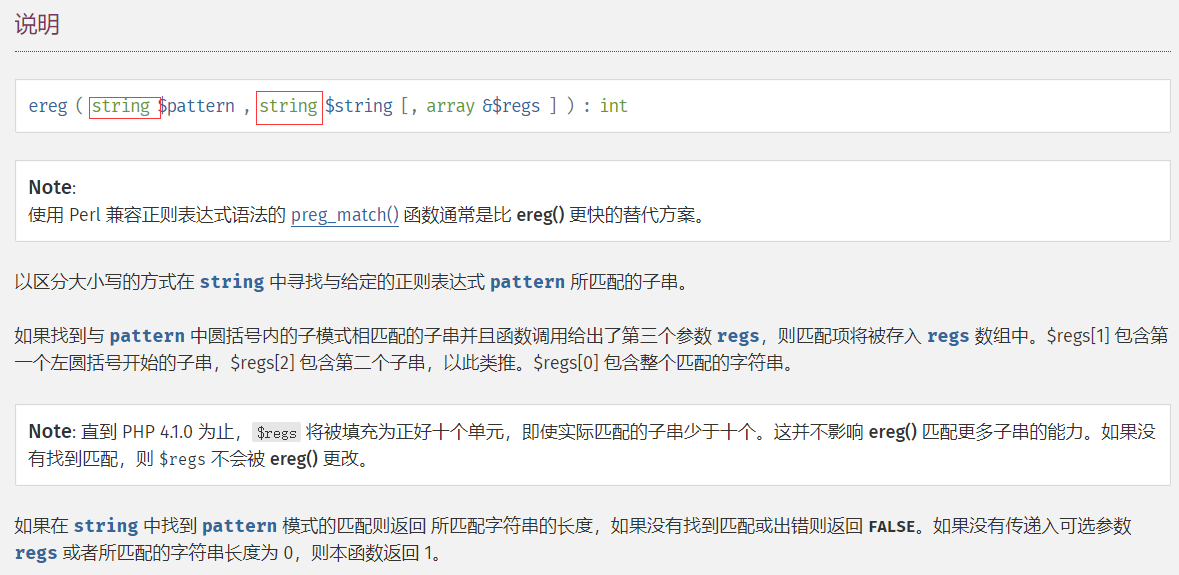 说明
ereg ( string $pattern , string $string [, array &$regs ] ) : int
Note:
使用 Perl 兼容正则表达式语法的 preg_match() 函数通常是比 ereg() 更快的替代方案。
以区分大小写的方式在 string 中寻找与给定的正则表达式 pattern 所匹配的子串。
如果找到与 pattern 中圆括号内的子模式相匹配的子串并且函数调用给出了第三个参数 regs，则匹配项将被存入 regs 数组中。$regs[1] 包含第
一个左圆括号开始的子串，$regs[2] 包含第二个子串，以此类推。$regs[0] 包含整个匹配的字符串。
Note: 直到 PHP 4.1.0 为止，$regs 将被填充为正好十个单元，即使实际匹配的子串少于十个。这并不影响 ereg() 匹配更多子串的能力。如果没
有找到匹配，则 $regs 不会被 ereg() 更改。
如果在 string 中找到 pattern 模式的匹配则返回 所匹配字符串的长度，如果没有找到匹配或出错则返回 FALSE。如果没有传递入可选参数
regs 或者所匹配的字符串长度为 0，则本函数返回 1。